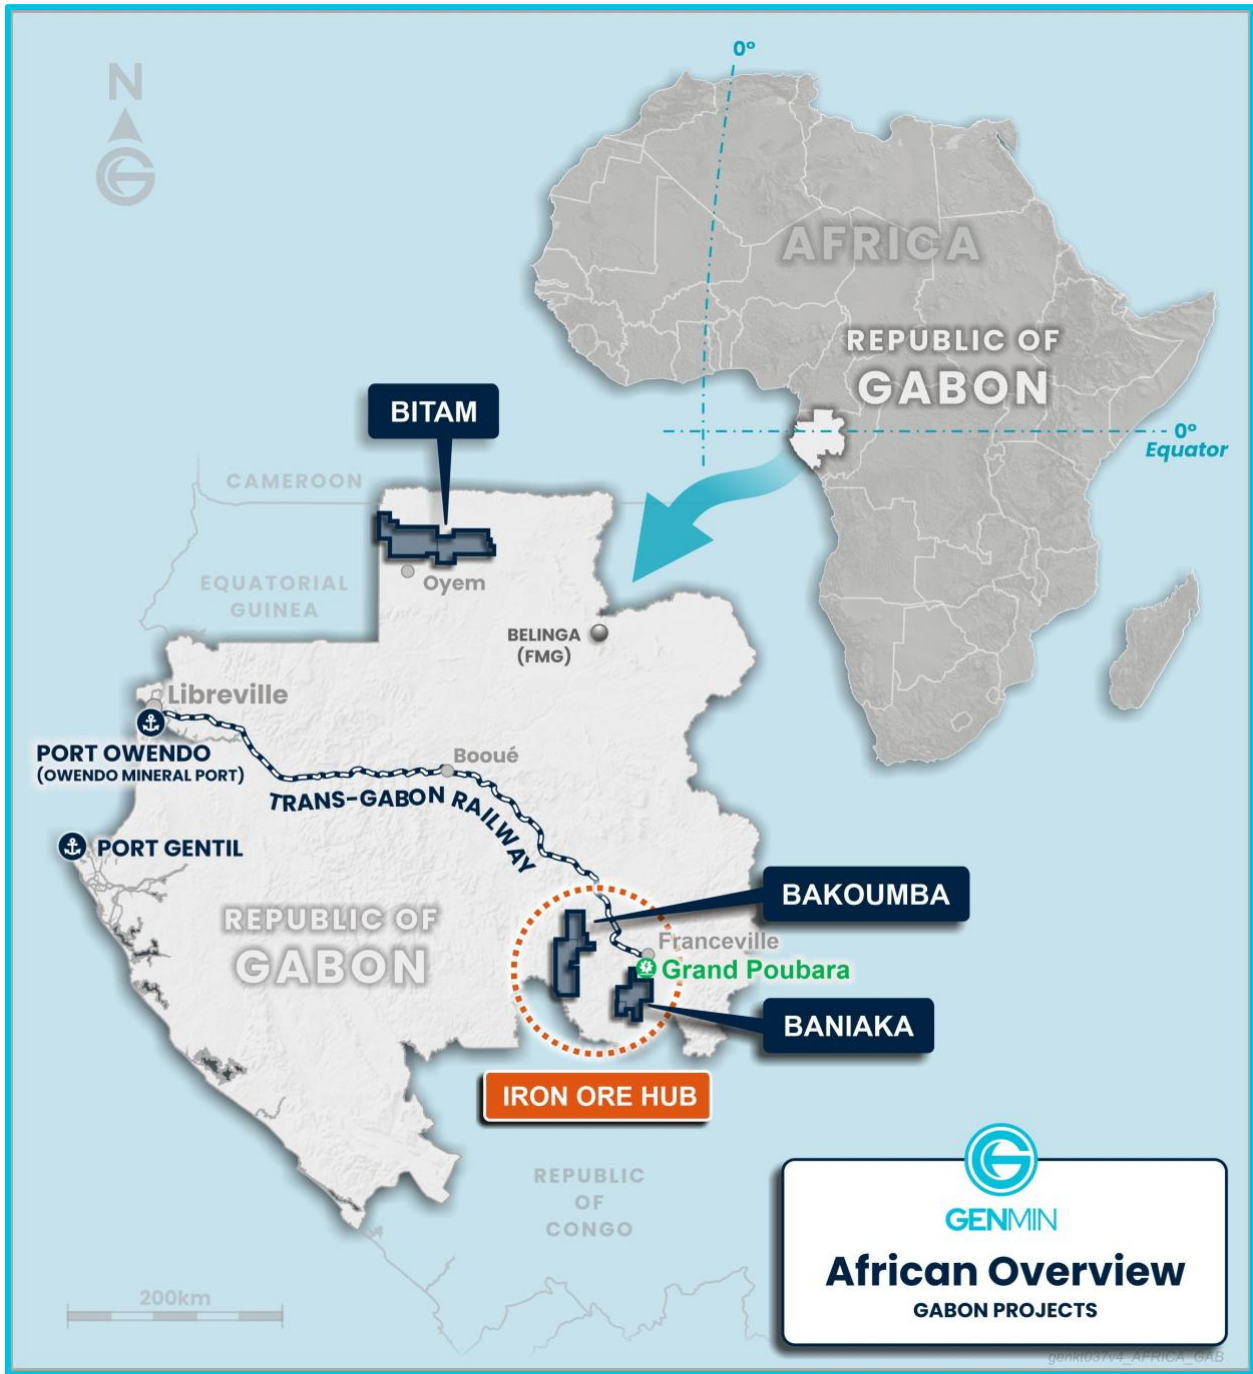 N
0°
AFRICA
REPUBLIC OF
GABON
0°
Equator
BITAM
CAMEROON
EQUATORIAL
GUINEA
Oyem
BELINGA
(FMG)
Libreville
PORT OWENDO
(OWENDO MINERAL PORT)
Booué
TRANS-GABON RAILWAY
PORT GENTIL
BAKOUMBA
REPUBLIC OF
GABON
Franceville
Grand Poubara
BANIAKA
IRON ORE HUB
REPUBLIC
OF
CONGO
GENMIN
African Overview
GABON PROJECTS
200km
genkt037v4_AFRICA_GAB